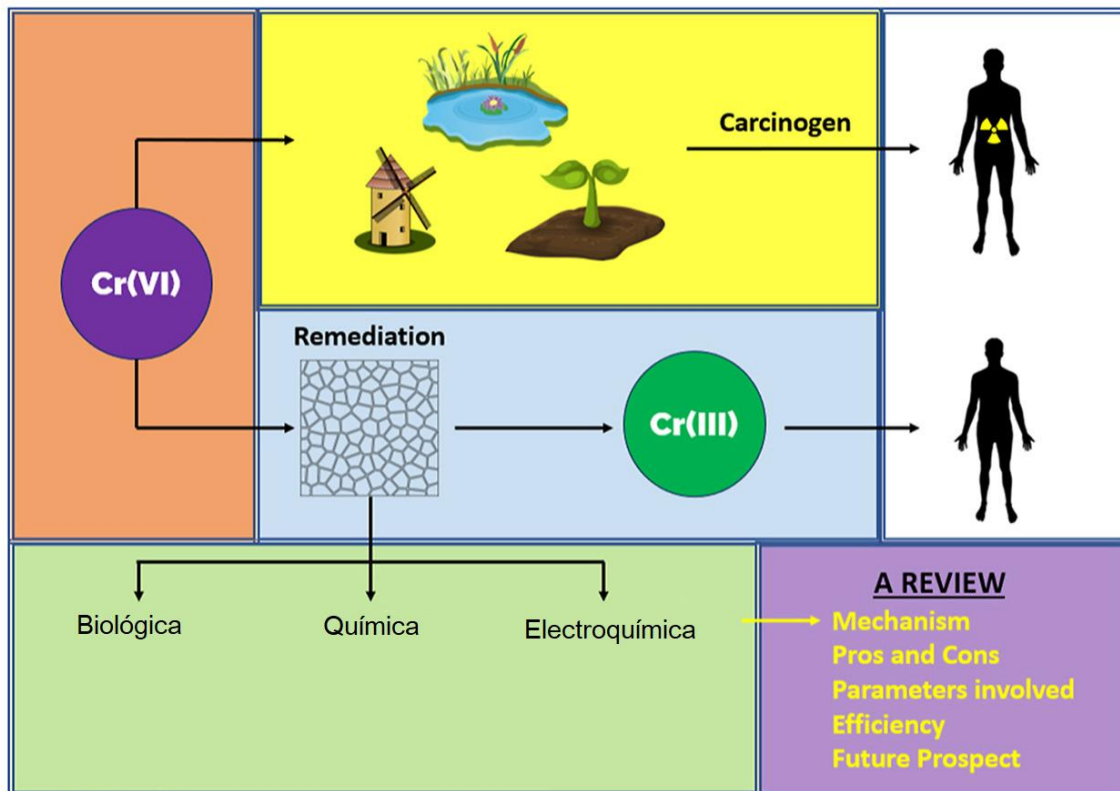 Carcinogen
Cr(VI)
Remediation
Cr(III)
Biológica
Química
Electroquímica
A REVIEW
Mechanism
Pros and Cons
Parameters involved
Efficiency
Future Prospect